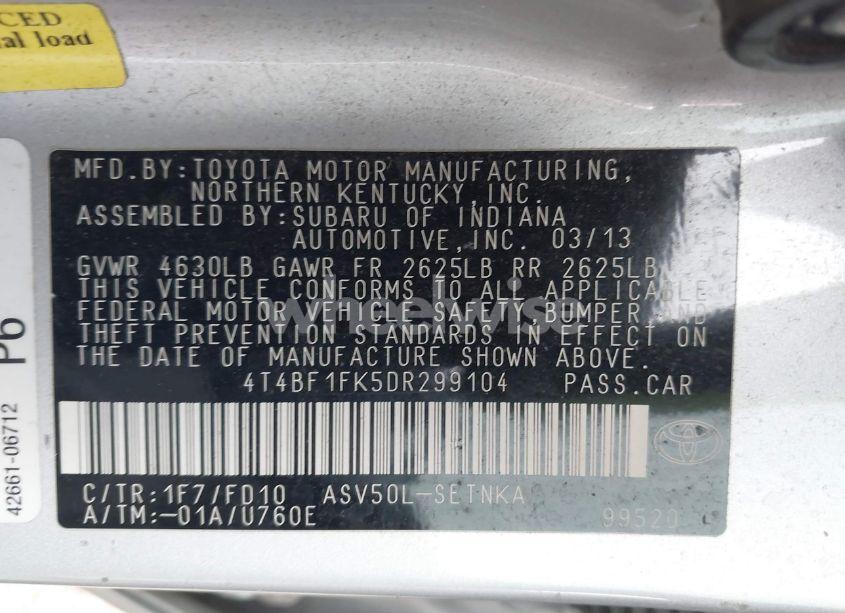 CED
al load
MFD.BY:TOYOTA MOTOR MANUFACTURING,
NORTHERN KENTUCKY,INC.
ASSEMBLED BY:SUBARU OF INDIANA
AUTOMOTIVE,INC. 03/13
GVWR 4630LB GAWR FR 2625LB RR 2625LB
THIS VEHICLE CONFORMS TO ALL APPLICABLE
FEDERAL MOTOR VEHICLE SAFETY,BUMPER AND
THEFT PREVENTION STANDARDS IN EFFECT ON
THE DATE OF MANUFACTURE SHOWN ABOVE.
4T4BF1FK5DR299104 PASS.CAR
C/TR:1F7/FD10 ASV50L-SETNKA
A/TM:-01A/U760E 99520 L
42661-06712
P6
wheelwise